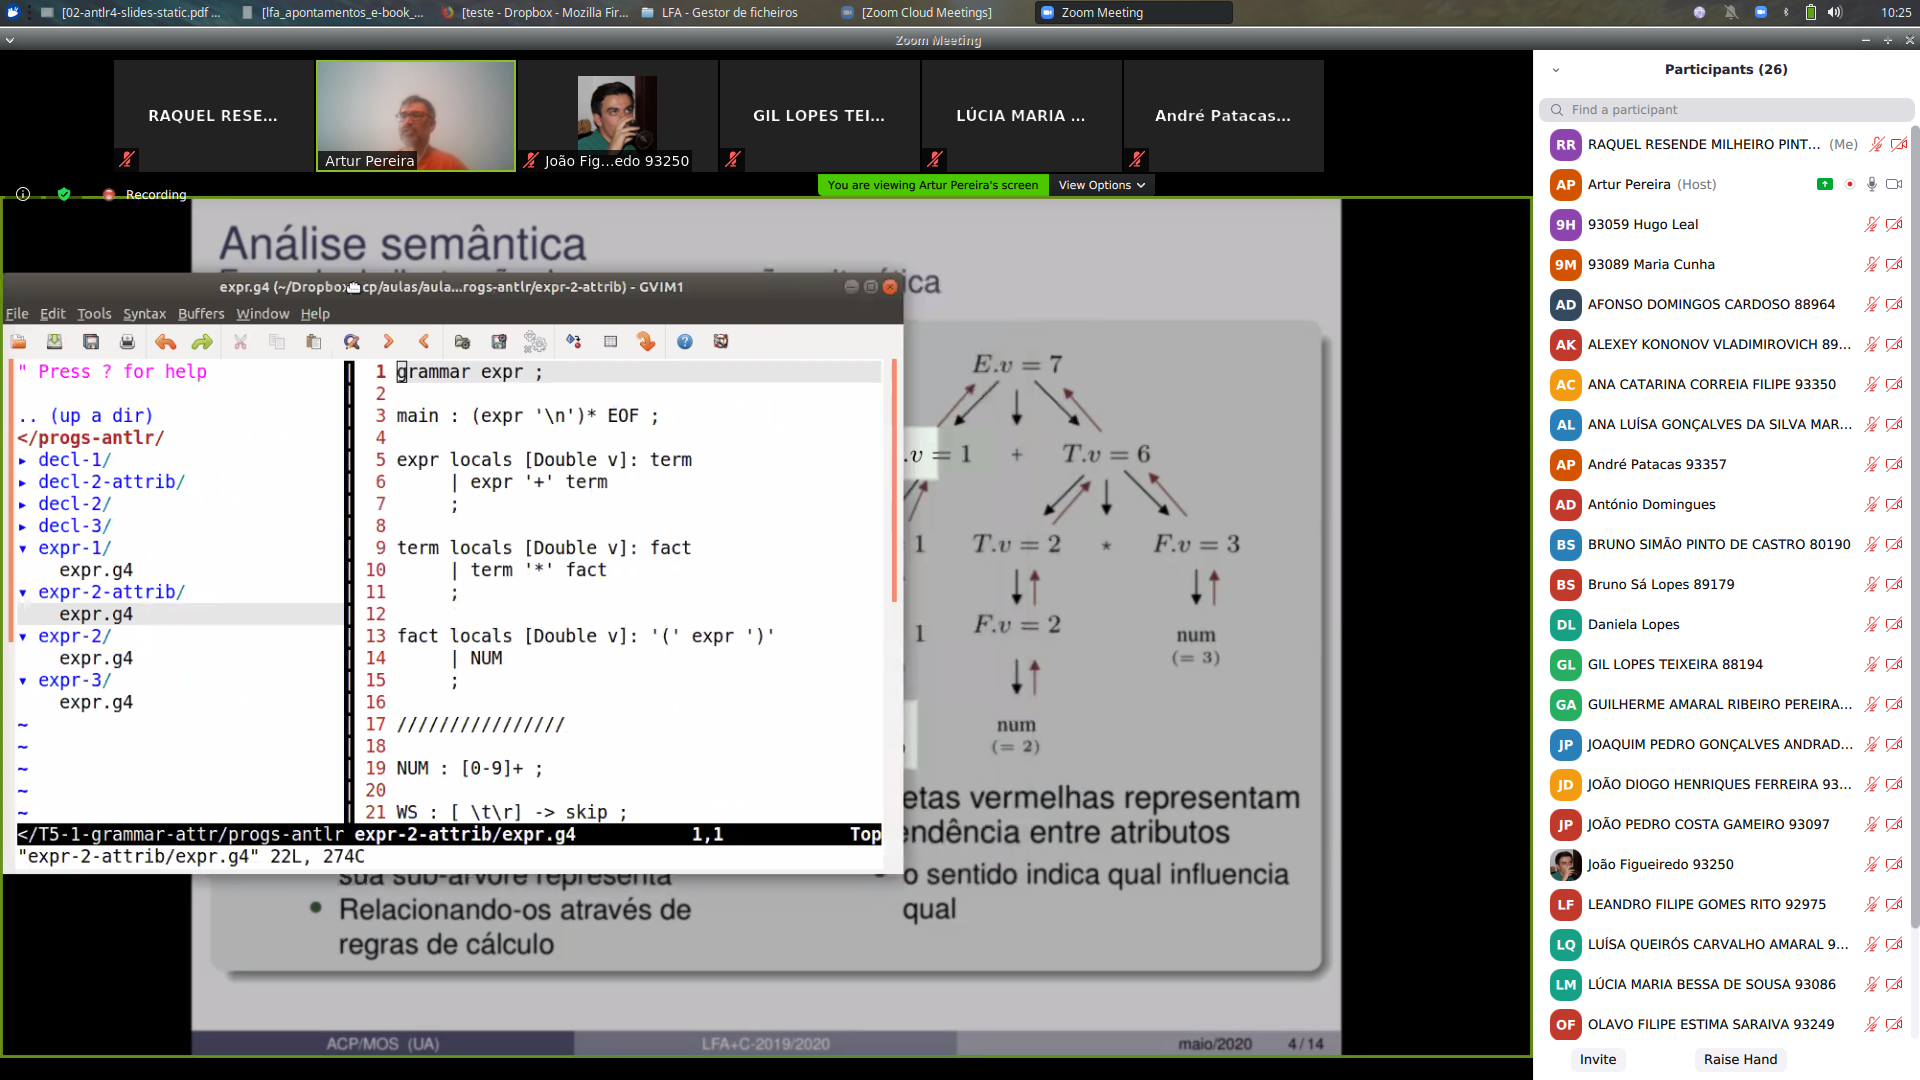 [02-antlr4-slides-static.pdf ...
[lfa_apontamentos_e-book_...
[teste - Dropbox - Mozilla Fir...
LFA - Gestor de ficheiros
[Zoom Cloud Meetings]
Zoom Meeting
10:25
Zoom Meeting
RAQUEL RESE...
Artur Pereira
João Fig...edo 93250
GIL LOPES TEI...
LÚCIA MARIA ...
André Patacas...
You are viewing Artur Pereira's screen
View Options
Recording
Análise semântica
expr.g4 (~/Dropbox cp/aulas/aula...rogs-antlr/expr-2-attrib) - GVIM1
File Edit Tools Syntax Buffers Window Help
" Press ? for help
.. (up a dir)
</progs-antlr/
▸ decl-1/
▸ decl-2-attrib/
▸ decl-2/
▸ decl-3/
▾ expr-1/
expr.g4
▾ expr-2-attrib/
expr.g4
▾ expr-2/
expr.g4
▾ expr-3/
expr.g4
~
~
~
~
~
1 grammar expr ;
2
3 main : (expr '\n')* EOF ;
4
5 expr locals [Double v]: term
6 | expr '+' term
7 ;
8
9 term locals [Double v]: fact
10 | term '*' fact
11 ;
12
13 fact locals [Double v]: '(' expr ')'
14 | NUM
15 ;
16
17 ////////////////
18
19 NUM : [0-9]+ ;
20
21 WS : [ \t\r] -> skip ;
</T5-1-grammar-attr/progs-antlr expr-2-attrib/expr.g4 1,1 Top
"expr-2-attrib/expr.g4" 22L, 274C
E.v = 7
.v = 1 + T.v = 6
1 T.v = 2 * F.v = 3
1 F.v = 2 num
(= 3)
num
(= 2)
etas vermelhas representam
endência entre atributos
o sentido indica qual influencia
qual
sua sub-árvore representa
• Relacionando-os através de
regras de cálculo
ACP/MOS (UA)
LFA+C-2019/2020
maio/2020 4/14
Participants (26)
Find a participant
RR RAQUEL RESENDE MILHEIRO PINT... (Me)
AP Artur Pereira (Host)
9H 93059 Hugo Leal
9M 93089 Maria Cunha
AD AFONSO DOMINGOS CARDOSO 88964
AK ALEXEY KONONOV VLADIMIROVICH 89...
AC ANA CATARINA CORREIA FILIPE 93350
AL ANA LUÍSA GONÇALVES DA SILVA MAR...
AP André Patacas 93357
AD António Domingues
BS BRUNO SIMÃO PINTO DE CASTRO 80190
BS Bruno Sá Lopes 89179
DL Daniela Lopes
GL GIL LOPES TEIXEIRA 88194
GA GUILHERME AMARAL RIBEIRO PEREIRA...
JP JOAQUIM PEDRO GONÇALVES ANDRAD...
JD JOÃO DIOGO HENRIQUES FERREIRA 93...
JP JOÃO PEDRO COSTA GAMEIRO 93097
João Figueiredo 93250
LF LEANDRO FILIPE GOMES RITO 92975
LQ LUÍSA QUEIRÓS CARVALHO AMARAL 9...
LM LÚCIA MARIA BESSA DE SOUSA 93086
OF OLAVO FILIPE ESTIMA SARAIVA 93249
Invite
Raise Hand